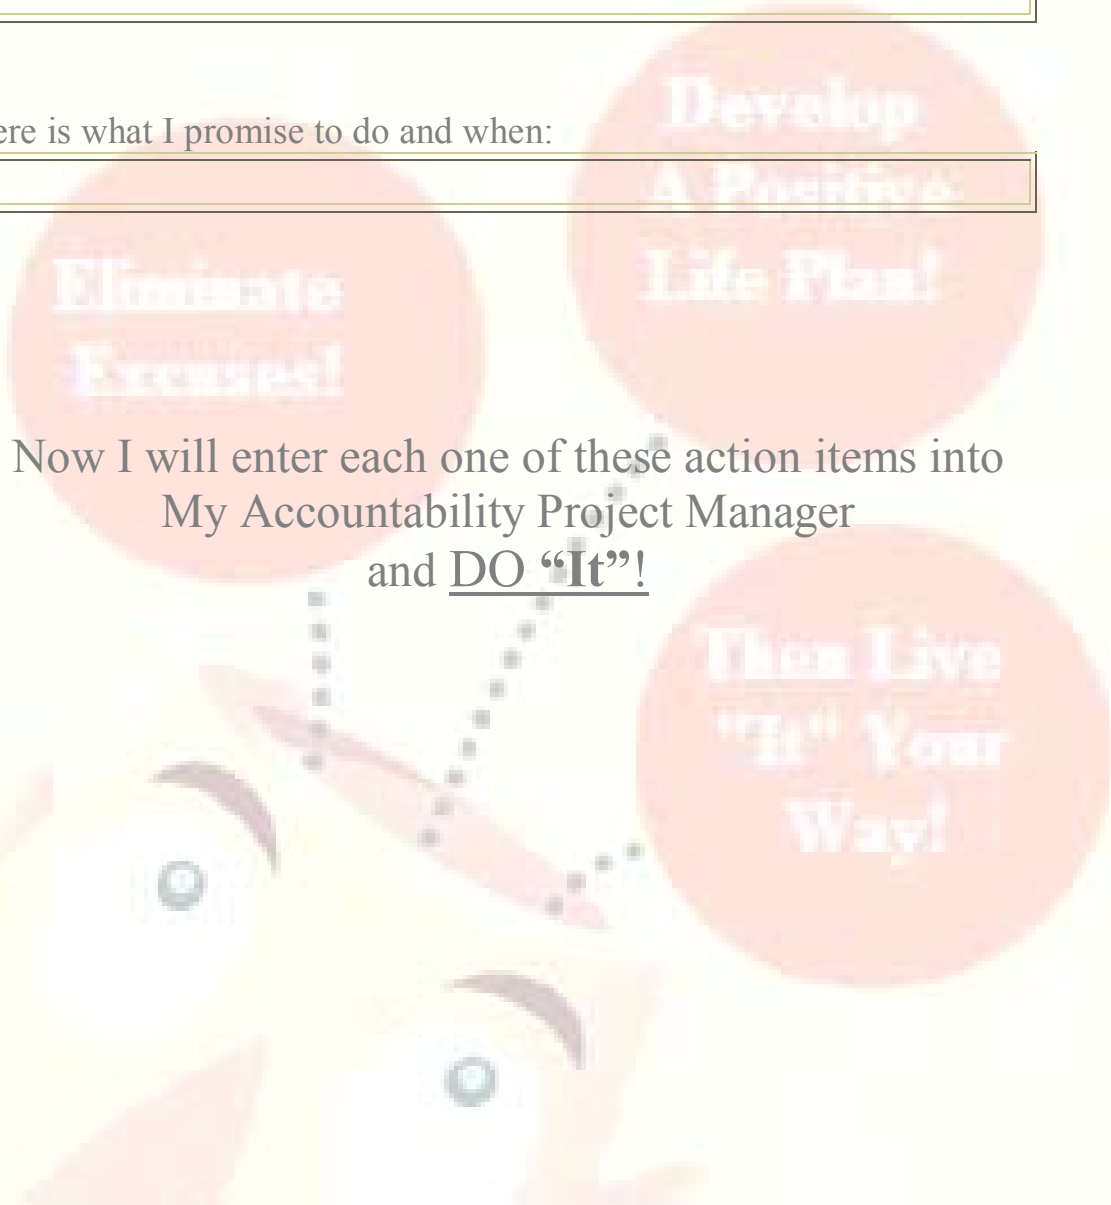 ere is what I promise to do and when:
Develop
A Positive
Life Plan!
Eliminate
Excuses!
Now I will enter each one of these action items into
My Accountability Project Manager
and DO “It”!
Then Live
"It" Your
Way!